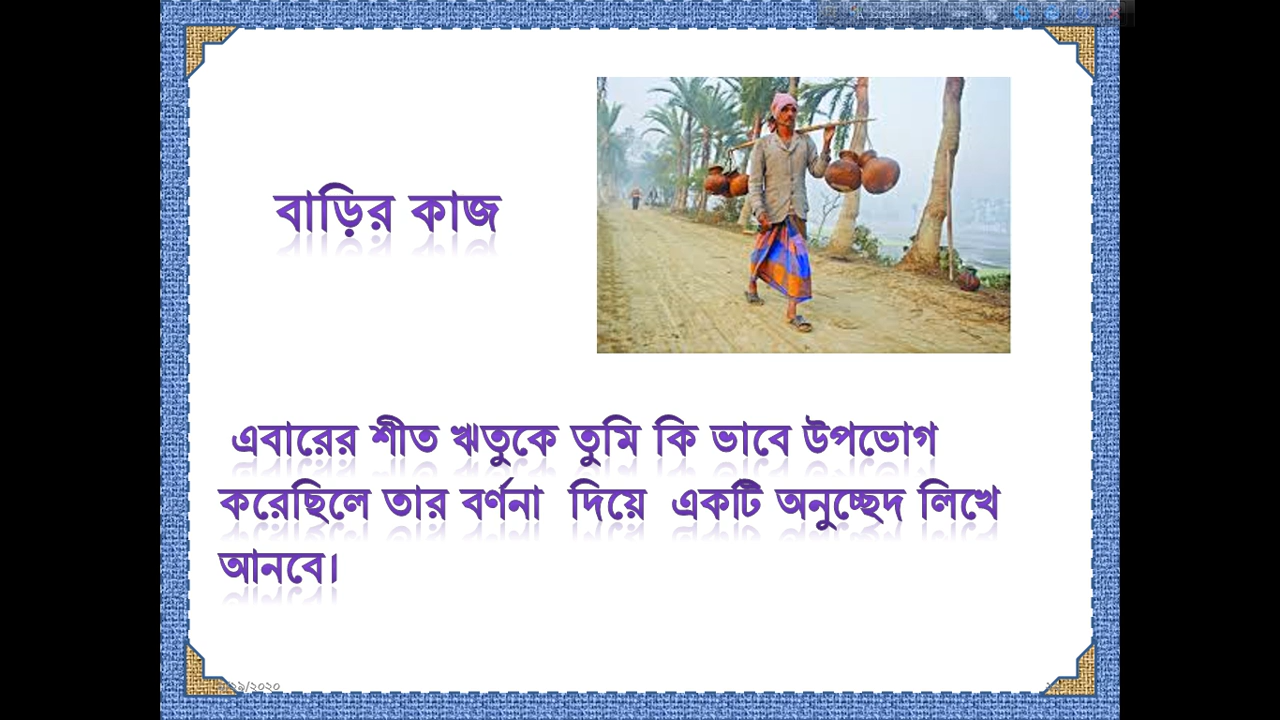 বাড়ির কাজ
এবারের শীত ঋতুকে তুমি কি ভাবে উপভোগ
করেছিলে তার বর্ণনা দিয়ে একটি অনুচ্ছেদ লিখে
আনবে।